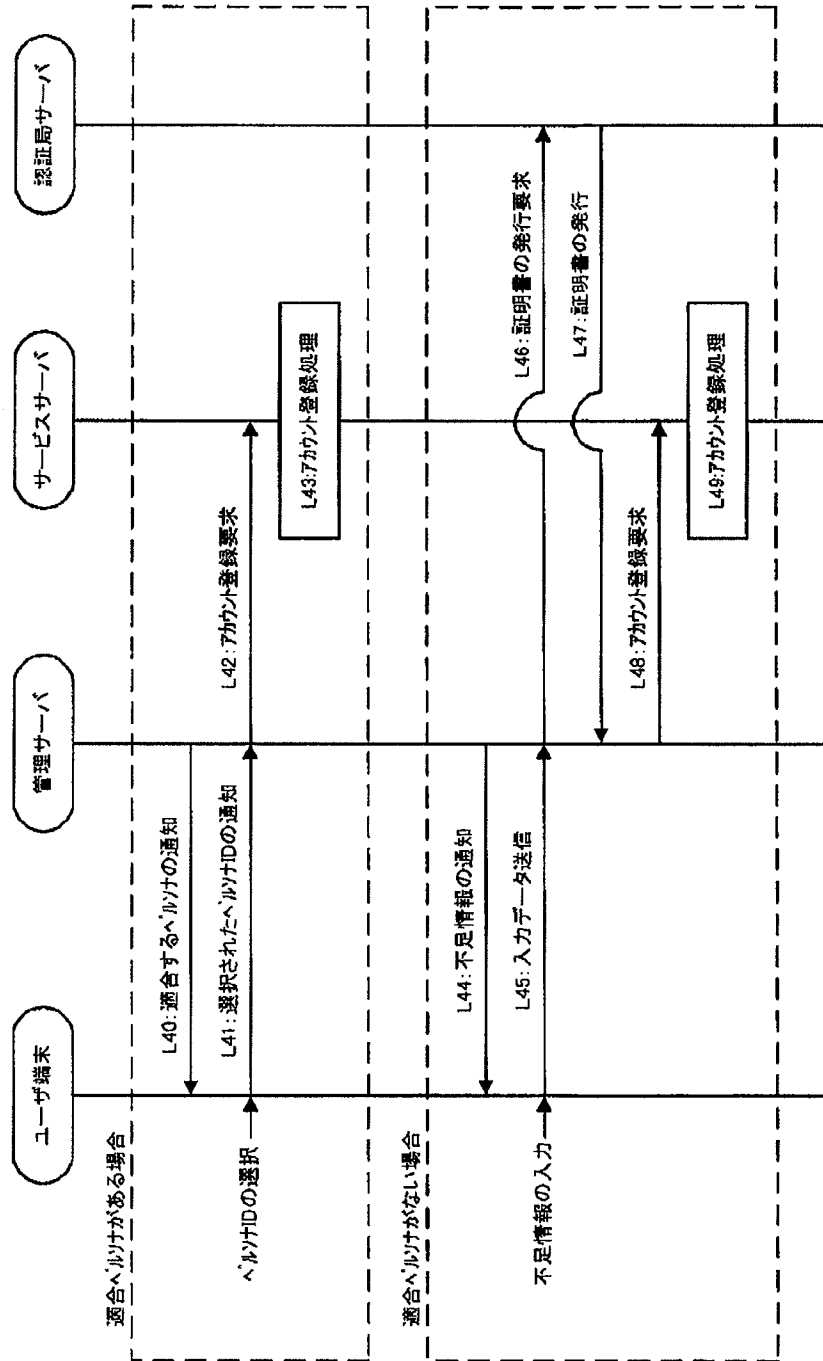 ユーザ端末
管理サーバ
サービスサーバ
認証局サーバ
適合ペルソナがある場合
L40:適合するペルソナの通知
ペルソナIDの選択
L41:選択されたペルソナIDの通知
L42:アカウント登録要求
L43:アカウント登録処理
適合ペルソナがない場合
L44:不足情報の通知
不足情報の入力
L45:入力データ送信
L46:証明書の発行要求
L47:証明書の発行
L48:アカウント登録要求
L49:アカウント登録処理